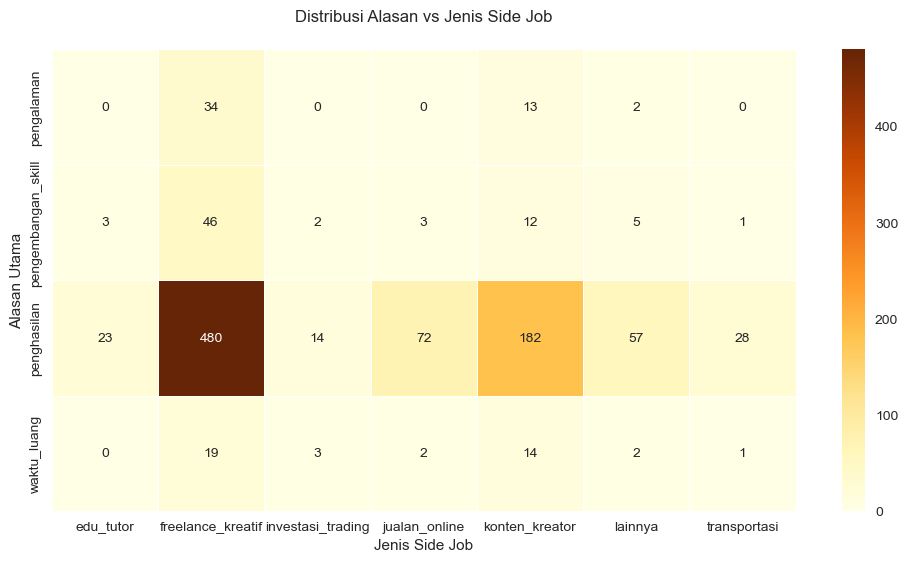 Distribusi Alasan vs Jenis Side Job
Alasan Utama
pengalaman
0 34 0 0 13 2 0
pengembangan_skill
3 46 2 3 12 5 1
penghasilan
23 480 14 72 182 57 28
waktu_luang
0 19 3 2 14 2 1
edu_tutor freelance_kreatif investasi_trading jualan_online konten_kreator lainnya transportasi
Jenis Side Job
400
300
200
100
0